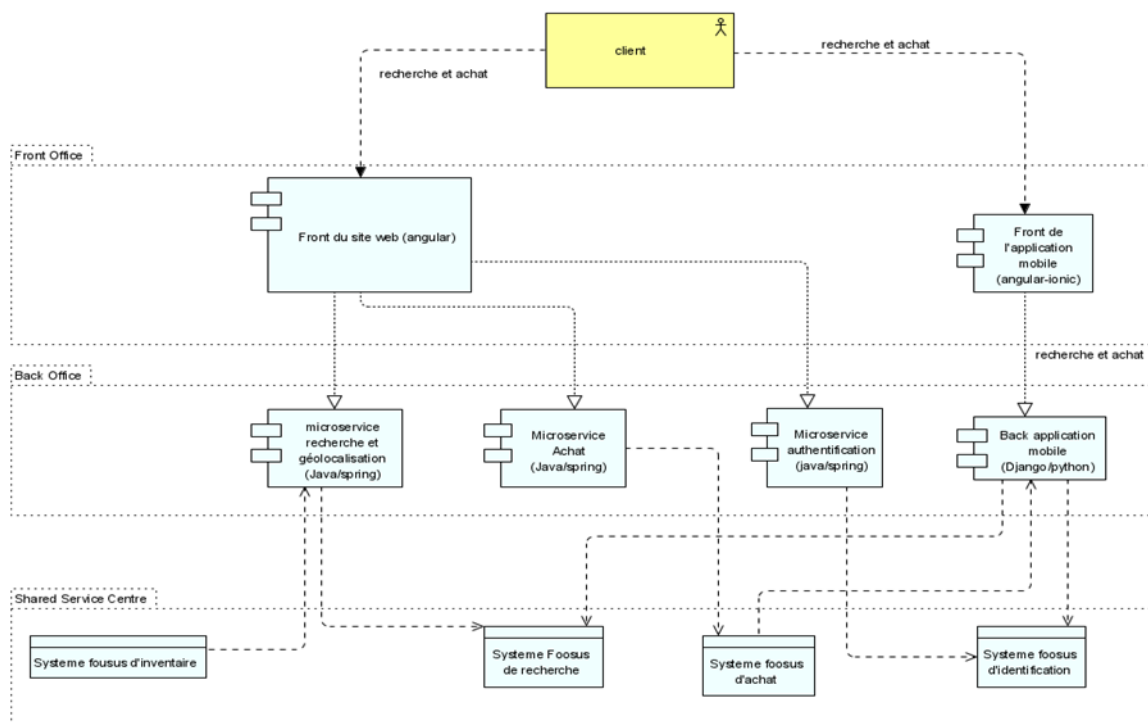 client
recherche et achat
recherche et achat
Front Office
Front du site web (angular)
Front de
l'application
mobile
(angular-ionic)
recherche et achat
Back Office
microservice
recherche et
géolocalisation
(Java/spring)
Microservice
Achat
(Java/spring)
Microservice
authentification
(java/spring)
Back application
mobile
(Django/python)
Shared Service Centre
Systeme fousus d'inventaire
Systeme Foosus
de recherche
Systeme foosus
d'achat
Systeme foosus
d'identification